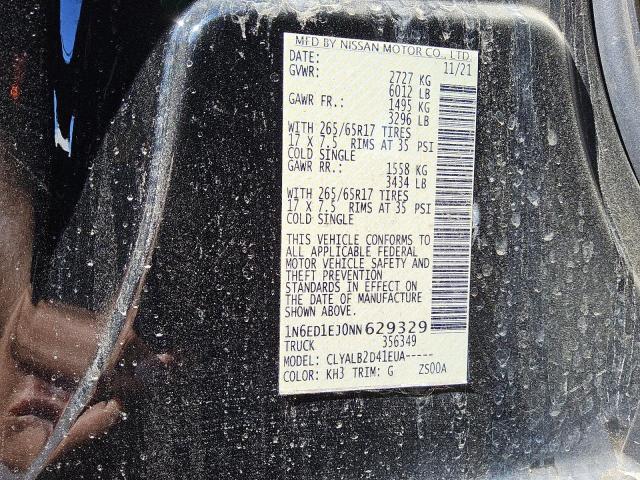 MFD BY NISSAN MOTOR CO., LTD.
DATE: 11/21
GVWR: 2727 KG
6012 LB
GAWR FR.: 1495 KG
3296 LB
WITH 265/65R17 TIRES
17 X 7.5 RIMS AT 35 PSI
COLD SINGLE
GAWR RR.: 1558 KG
3434 LB
WITH 265/65R17 TIRES
17 X 7.5 RIMS AT 35 PSI
COLD SINGLE
THIS VEHICLE CONFORMS TO
ALL APPLICABLE FEDERAL
MOTOR VEHICLE SAFETY AND
THEFT PREVENTION
STANDARDS IN EFFECT ON
THE DATE OF MANUFACTURE
SHOWN ABOVE.
1N6ED1EJ0NN629329
TRUCK 356349
MODEL: CLYALB2D41EUA-----
COLOR: KH3 TRIM: G ZS00A